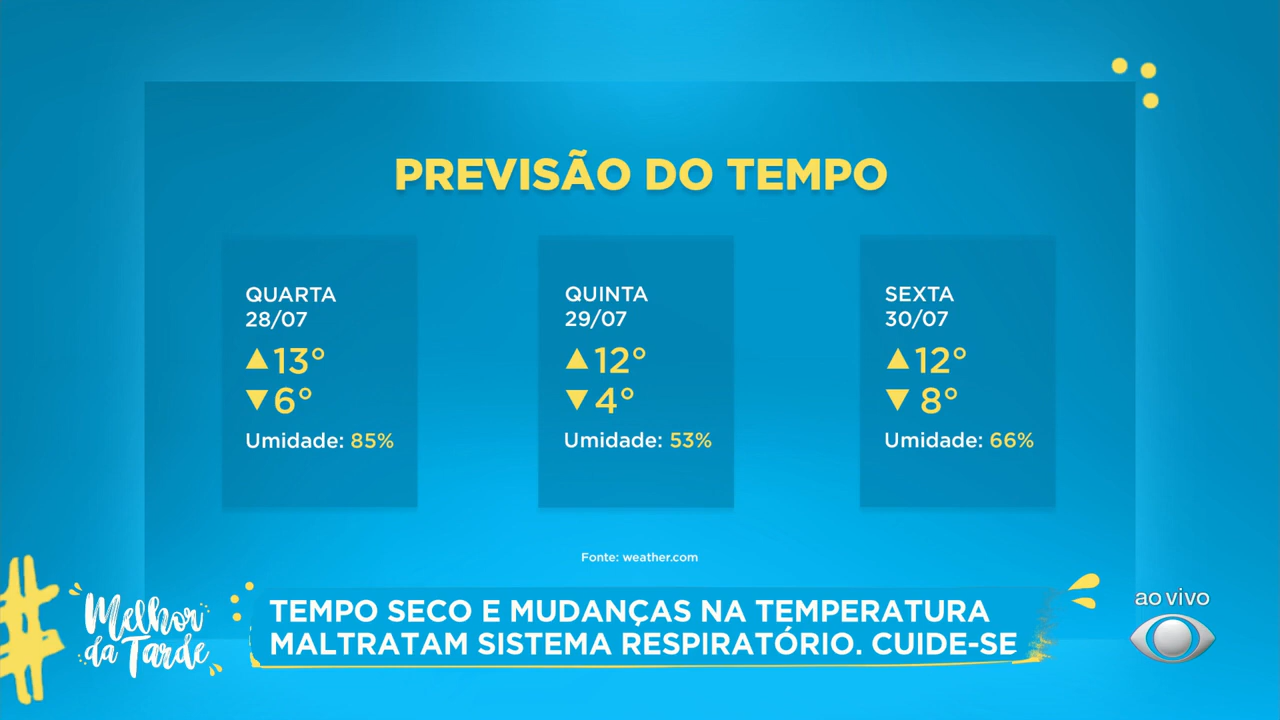 PREVISÃO DO TEMPO
QUARTA
28/07
▲13°
▼6°
Umidade: 85%
QUINTA
29/07
▲12°
▼4°
Umidade: 53%
SEXTA
30/07
▲12°
▼8°
Umidade: 66%
Fonte: weather.com
#
Melhor
da Tarde
TEMPO SECO E MUDANÇAS NA TEMPERATURA
MALTRATAM SISTEMA RESPIRATÓRIO. CUIDE-SE
ao vivo